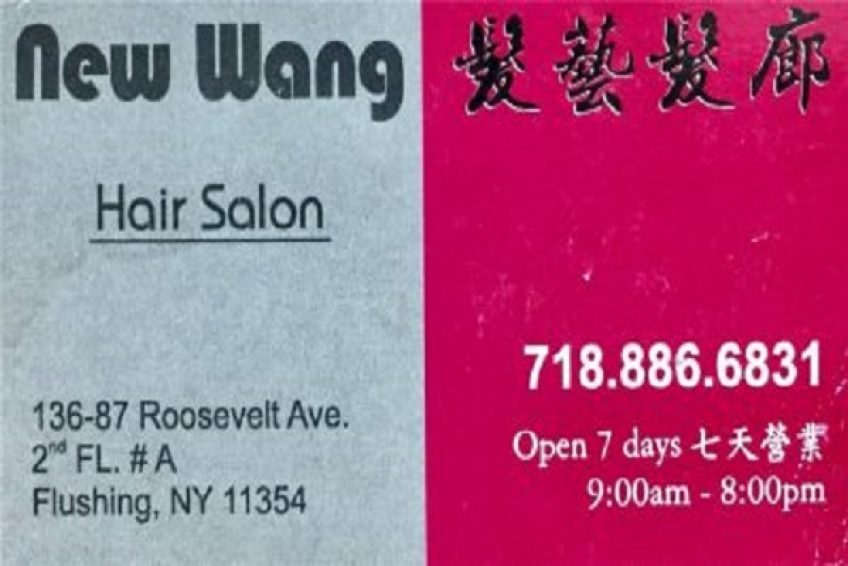 New Wang
Hair Salon
136-87 Roosevelt Ave.
2nd FL. # A
Flushing, NY 11354
髮藝髮廊
718.886.6831
Open 7 days 七天營業
9:00am - 8:00pm